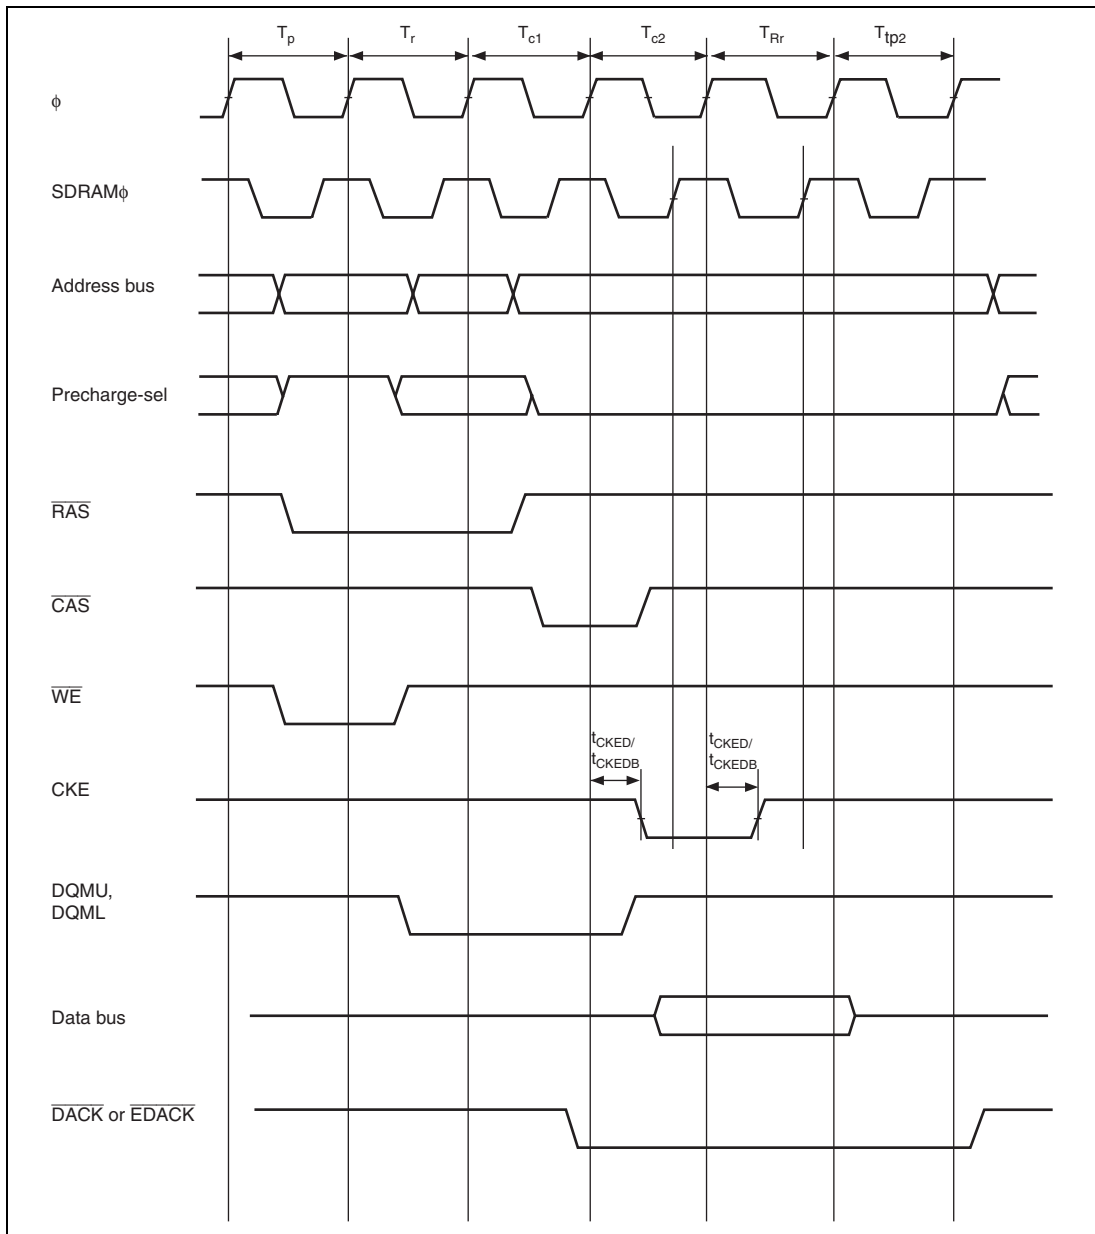 Tp Tr Tc1 Tc2 TRr Ttp2
ϕ
SDRAMϕ
Address bus
Precharge-sel
RAS
CAS
WE
tCKED/ tCKED/
tCKEDB tCKEDB
CKE
DQMU,
DQML
Data bus
DACK or EDACK